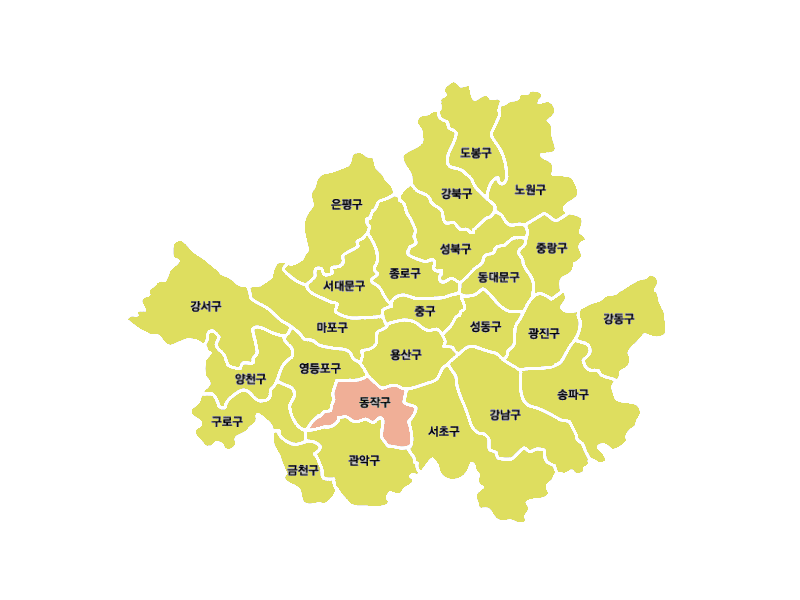 도봉구
노원구
강북구
은평구
성북구
중랑구
종로구
동대문구
서대문구
강서구
중구
강동구
마포구
성동구
광진구
용산구
영등포구
양천구
송파구
동작구
강남구
구로구
서초구
관악구
금천구